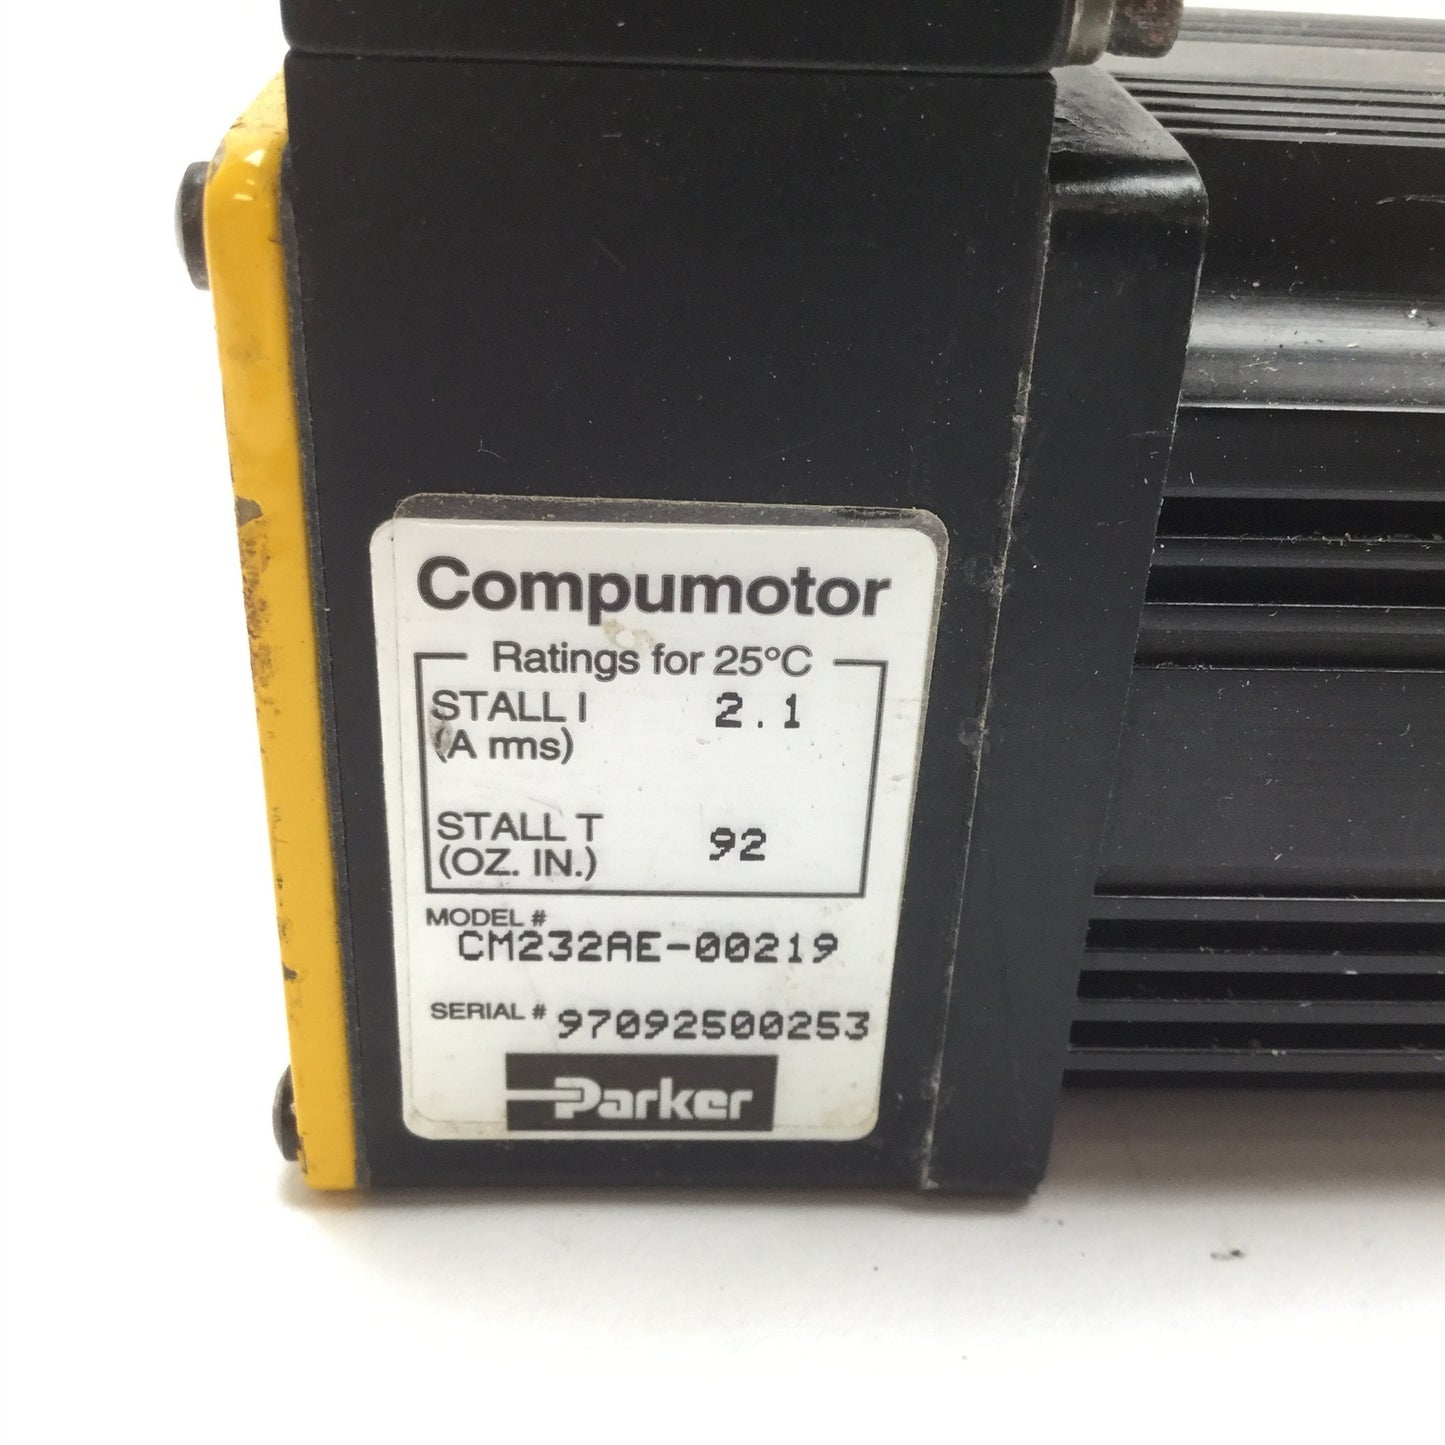 Compumotor
Ratings for 25°C
STALL I 2.1
(A rms)
STALL T 92
(OZ. IN.)
MODEL #
CM232AE-00219
SERIAL # 97092500253
Parker